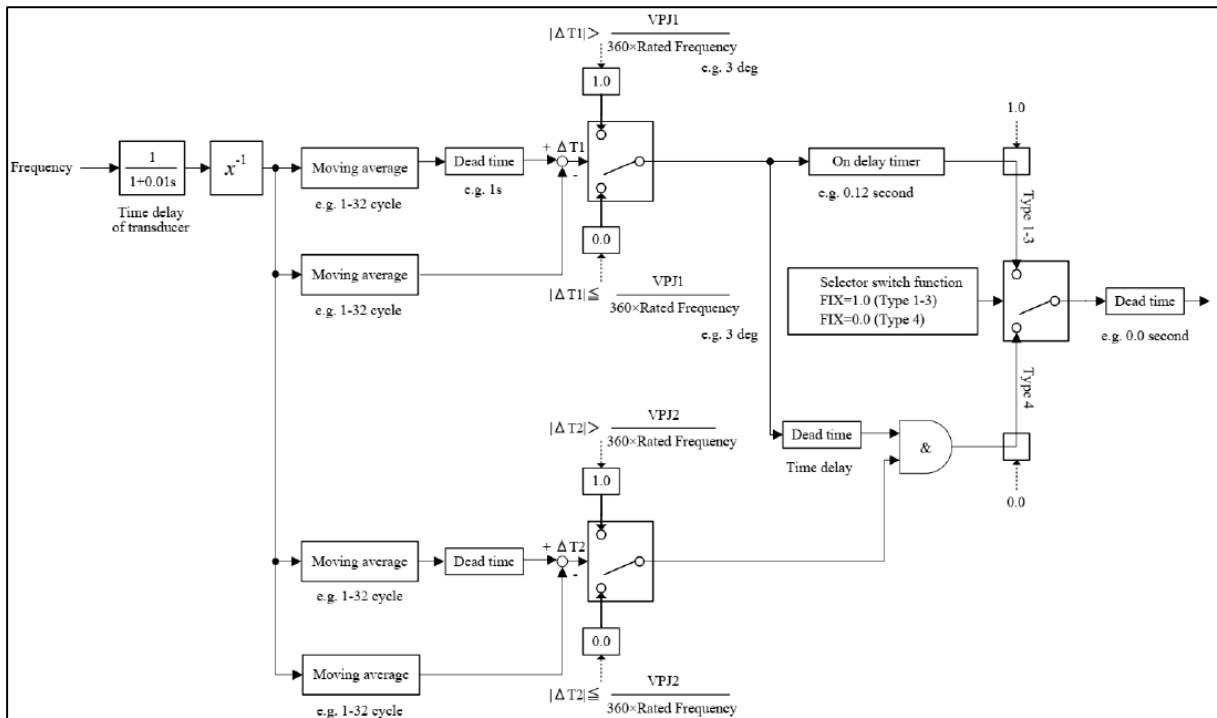 |ΔT1|> VPJ1
360×Rated Frequency
e.g. 3 deg
1.0
Frequency
1
1+0.01s
Time delay
of transducer
x⁻¹
Moving average
e.g. 1-32 cycle
Dead time
e.g. 1s
+ ΔT1
-
On delay timer
e.g. 0.12 second
1.0
Type 1-3
Moving average
e.g. 1-32 cycle
0.0
|ΔT1|≦ VPJ1
360×Rated Frequency
e.g. 3 deg
Selector switch function
FIX=1.0 (Type 1-3)
FIX=0.0 (Type 4)
Dead time
e.g. 0.0 second
Type 4
|ΔT2|> VPJ2
360×Rated Frequency
1.0
Dead time
Time delay
&
0.0
Moving average
e.g. 1-32 cycle
Dead time
+ ΔT2
-
0.0
Moving average
e.g. 1-32 cycle
|ΔT2|≦ VPJ2
360×Rated Frequency